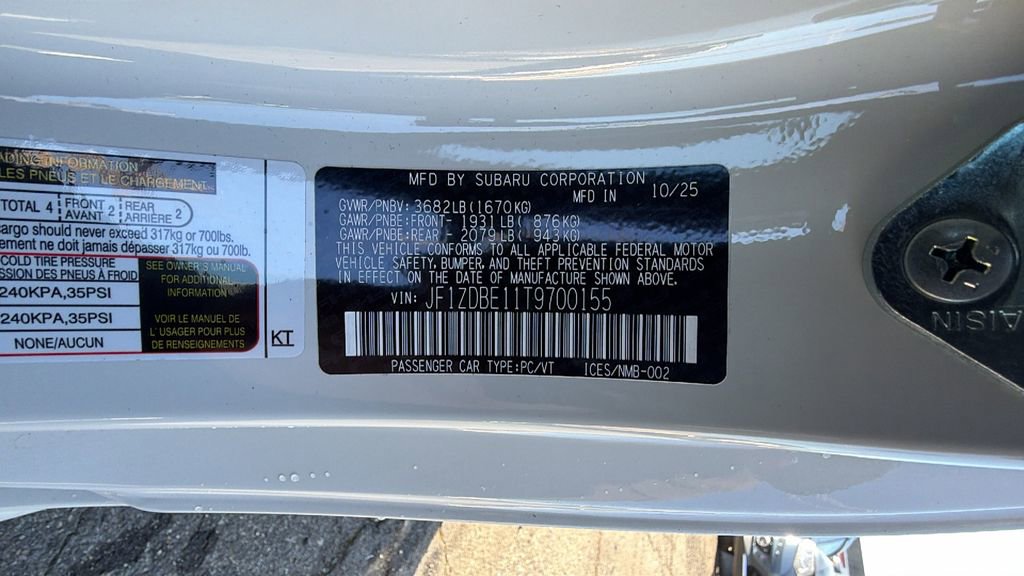 ADING INFORMATION
LES PNEUS ET LE CHARGEMENT
TOTAL 4 FRONT AVANT 2 REAR ARRIÈRE 2
cargo should never exceed 317kg or 700lbs.
ement ne doit jamais dépasser 317kg ou 700lb.
COLD TIRE PRESSURE
SSION DES PNEUS À FROID
240KPA,35PSI
240KPA,35PSI
NONE/AUCUN
SEE OWNER'S MANUAL
FOR ADDITIONAL
INFORMATION
VOIR LE MANUEL DE
L'USAGER POUR PLUS
DE RENSEIGNEMENTS
KT
MFD BY SUBARU CORPORATION
MFD IN 10/25
GVWR/PNBV: 3682LB(1670KG)
GAWR/PNBE:FRONT- 1931LB( 876KG)
GAWR/PNBE:REAR - 2079LB( 943KG)
THIS VEHICLE CONFORMS TO ALL APPLICABLE FEDERAL MOTOR
VEHICLE SAFETY, BUMPER, AND THEFT PREVENTION STANDARDS
IN EFFECT ON THE DATE OF MANUFACTURE SHOWN ABOVE.
VIN: JF1ZDBE11T9700155
PASSENGER CAR TYPE:PC/VT ICES/NMB-002
AISIN